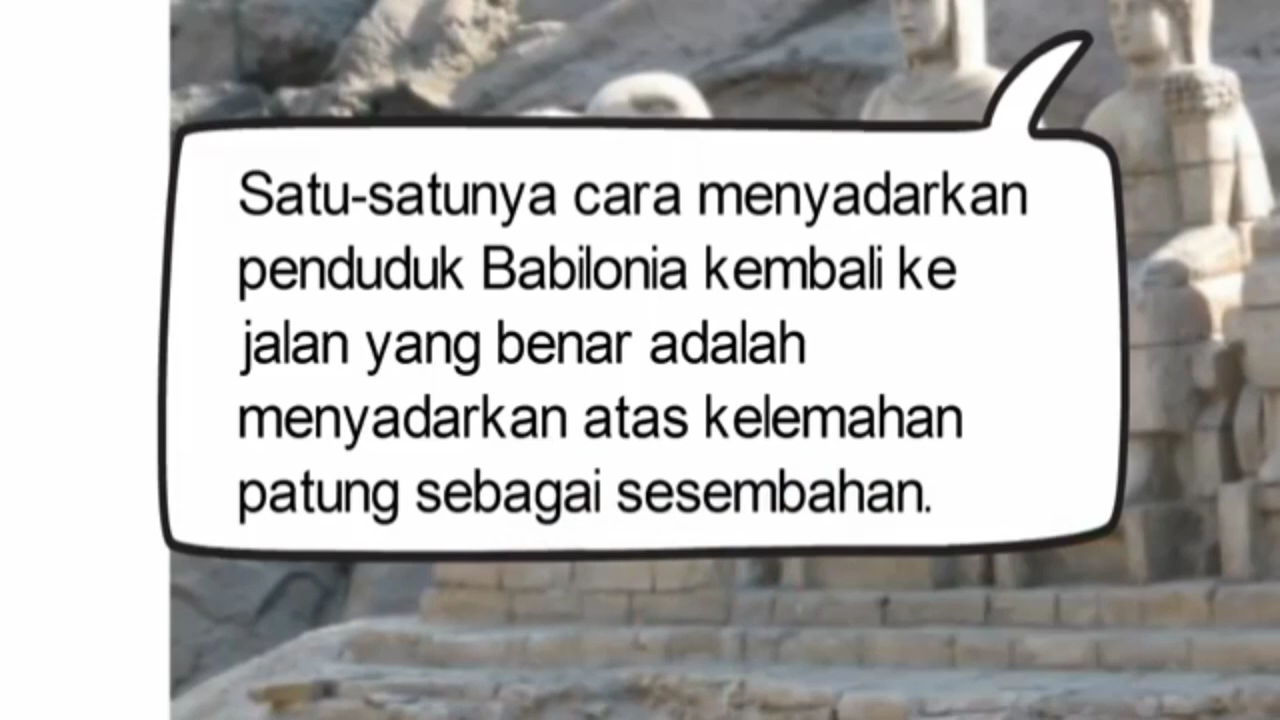 Satu-satunya cara menyadarkan
penduduk Babilonia kembali ke
jalan yang benar adalah
menyadarkan atas kelemahan
patung sebagai sesembahan.